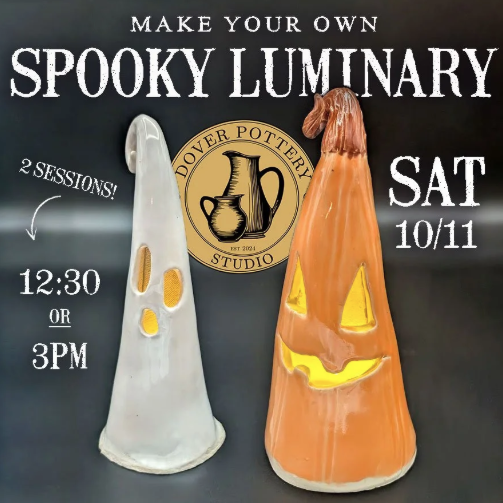 MAKE YOUR OWN
SPOOKY LUMINARY
DOVER POTTERY
EST 2024
STUDIO
2 SESSIONS!
12:30
OR
3PM
SAT
10/11